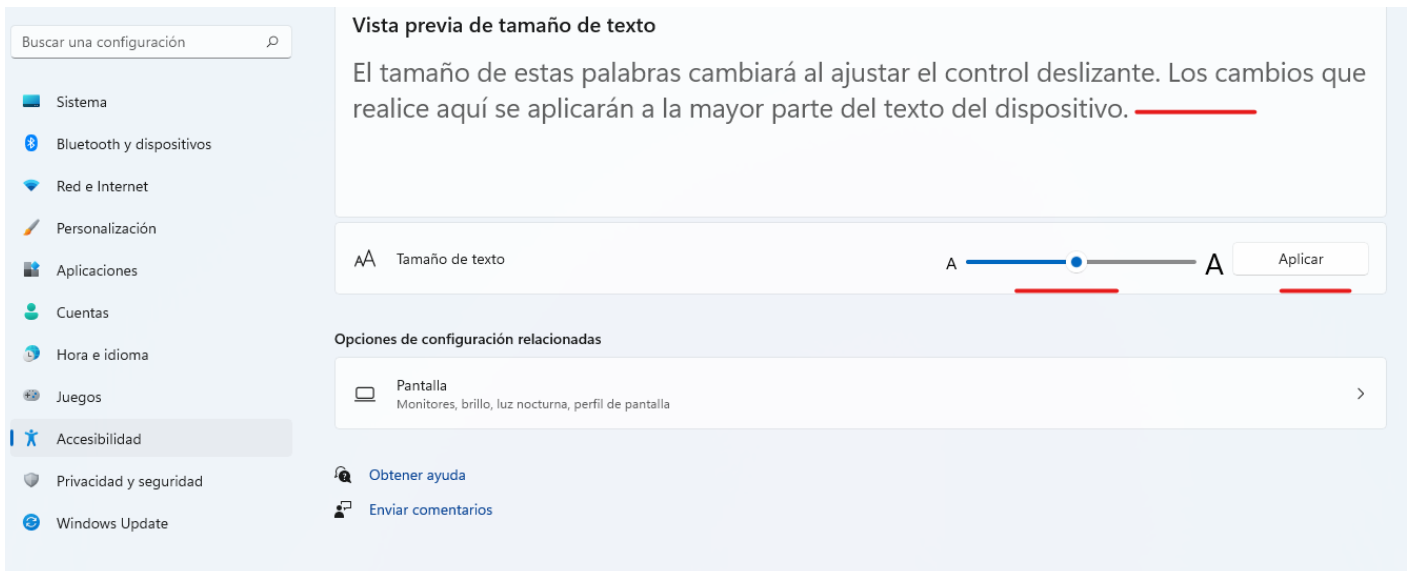 Buscar una configuración
Sistema
Bluetooth y dispositivos
Red e Internet
Personalización
Aplicaciones
Cuentas
Hora e idioma
Juegos
Accesibilidad
Privacidad y seguridad
Windows Update
Vista previa de tamaño de texto
El tamaño de estas palabras cambiará al ajustar el control deslizante. Los cambios que
realice aquí se aplicarán a la mayor parte del texto del dispositivo.
AA Tamaño de texto A A Aplicar
Opciones de configuración relacionadas
Pantalla
Monitores, brillo, luz nocturna, perfil de pantalla
Obtener ayuda
Enviar comentarios